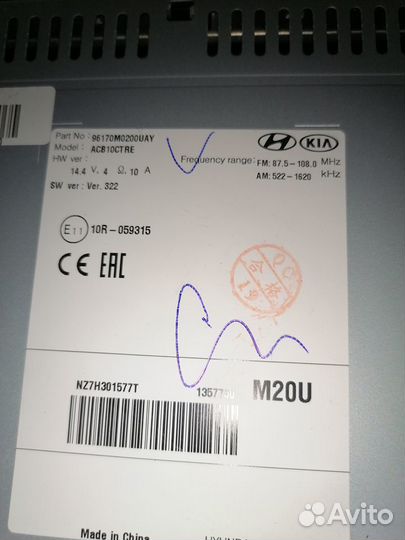 Part No : 96170M0200UAY
Model : ACB10CTRE
HW ver :
14.4 V, 4 Ω, 10 A
SW ver : Ver. 322
KIA
Frequency range: FM: 87.5-108.0 MHz
AM: 522-1620 kHz
E11 10R-059315
CE EAC
NZ7H301577T
M20U
Made in China
Avito